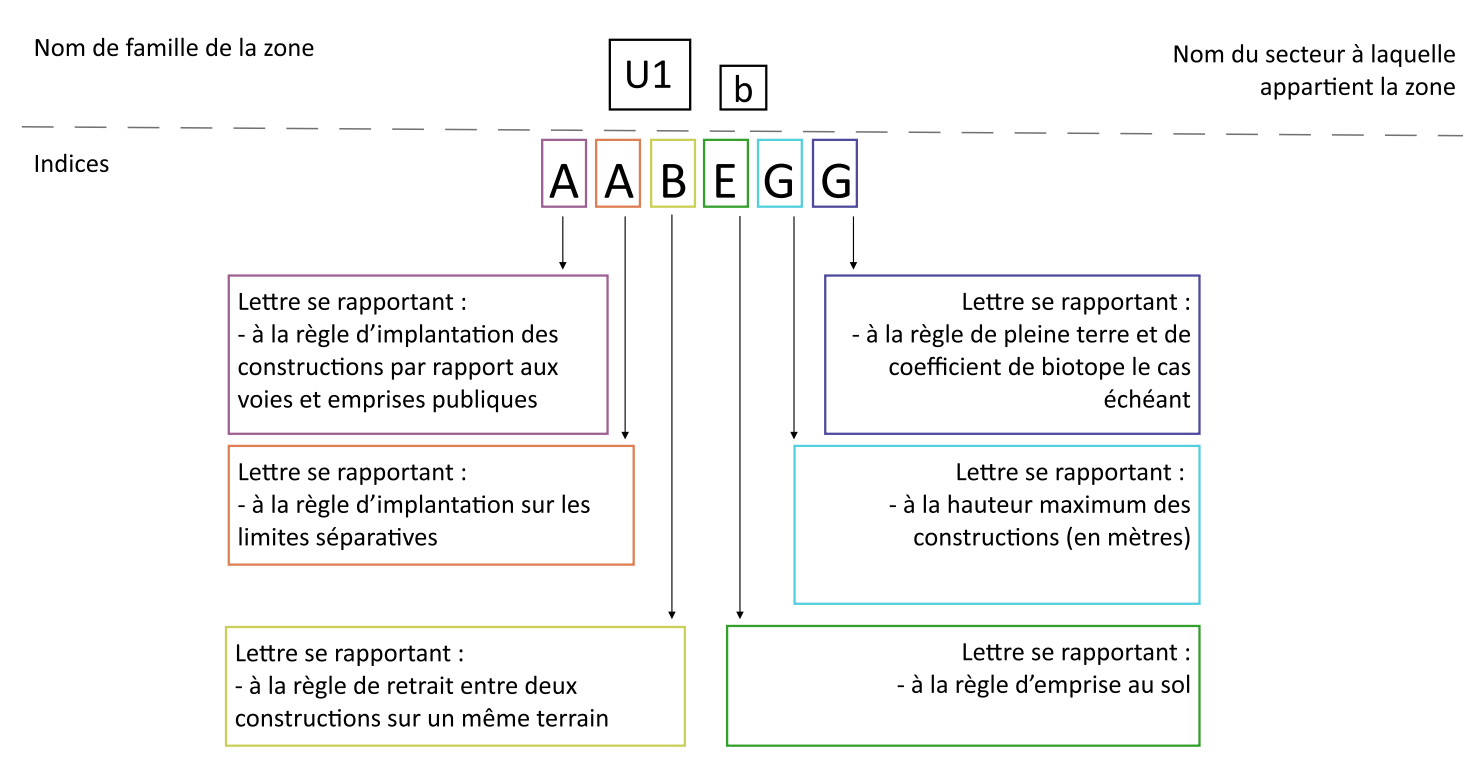 Nom de famille de la zone
U1
b
Nom du secteur à laquelle
appartient la zone
Indices
A A B E G G
Lettre se rapportant :
- à la règle d’implantation des
constructions par rapport aux
voies et emprises publiques
Lettre se rapportant :
- à la règle de pleine terre et de
coefficient de biotope le cas
échéant
Lettre se rapportant :
- à la règle d’implantation sur les
limites séparatives
Lettre se rapportant :
- à la hauteur maximum des
constructions (en mètres)
Lettre se rapportant :
- à la règle de retrait entre deux
constructions sur un même terrain
Lettre se rapportant :
- à la règle d’emprise au sol